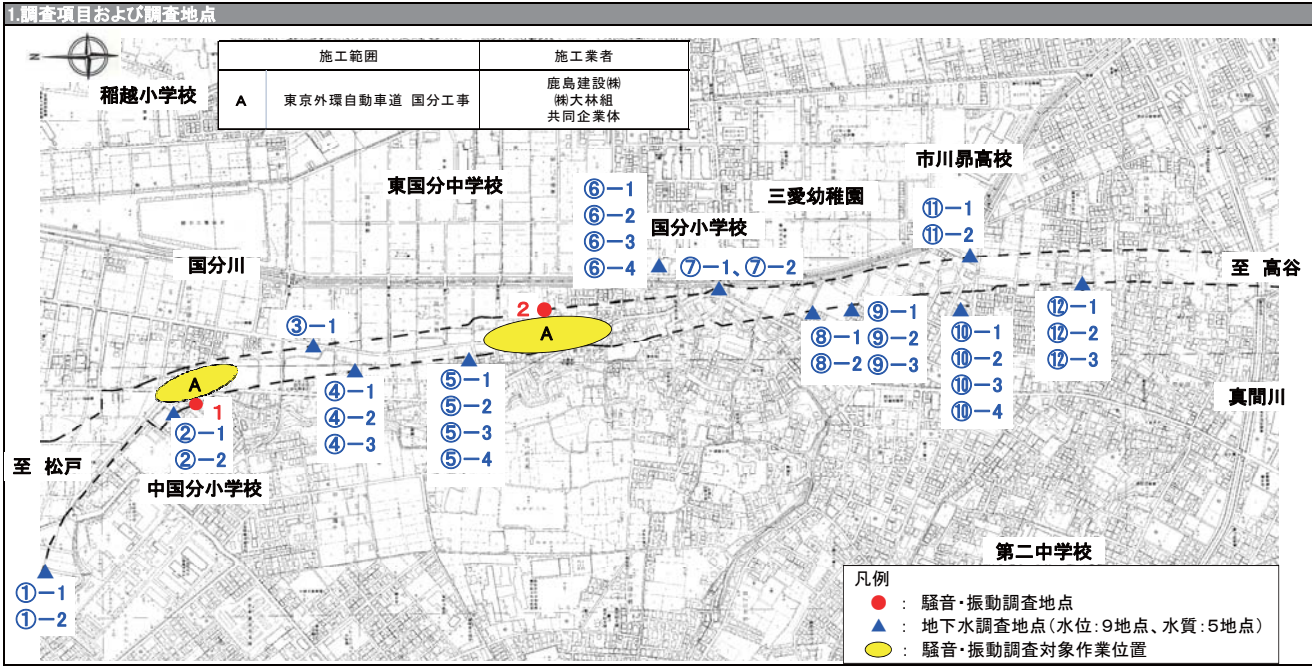 1.調査項目および調査地点
N
稲越小学校
施工範囲 施工業者
A 東京外環自動車道 国分工事
鹿島建設㈱
㈱大林組
共同企業体
東国分中学校
市川昴高校
三愛幼稚園
国分小学校
国分川
⑥－1
⑥－2
⑥－3
⑥－4
⑦－1、⑦－2
⑪－1
⑪－2
至 高谷
2
A
③－1
④－1
④－2
④－3
⑤－1
⑤－2
⑤－3
⑤－4
⑧－1
⑧－2
⑨－1
⑨－2
⑨－3
⑩－1
⑩－2
⑩－3
⑩－4
⑫－1
⑫－2
⑫－3
真間川
A
1
②－1
②－2
至 松戸
中国分小学校
①－1
①－2
第二中学校
凡例
： 騒音・振動調査地点
： 地下水調査地点(水位：9地点、水質：5地点)
： 騒音・振動調査対象作業位置